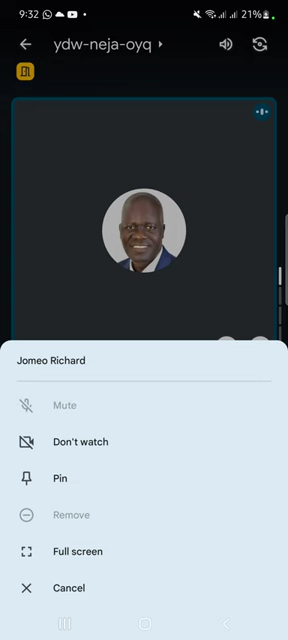 9:32
21%
ydw-neja-oyq
Jomeo Richard
Mute
Don't watch
Pin
Remove
Full screen
Cancel